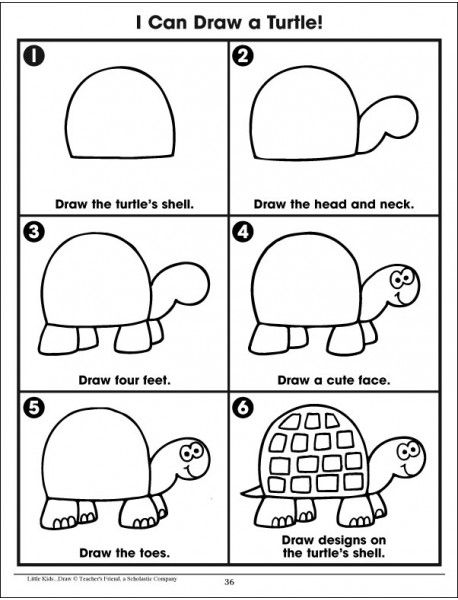 I Can Draw a Turtle!
1
2
Draw the turtle's shell.
Draw the head and neck.
3
4
Draw four feet.
Draw a cute face.
5
6
Draw the toes.
Draw designs on
the turtle's shell.
Little Kids...Draw © Teacher's Friend, a Scholastic Company
36